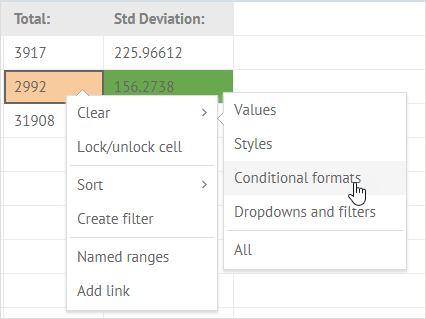 Total: Std Deviation:
3917 225.96612
2992 156.2738
31908
Clear
Lock/unlock cell
Sort
Create filter
Named ranges
Add link
Values
Styles
Conditional formats
Dropdowns and filters
All